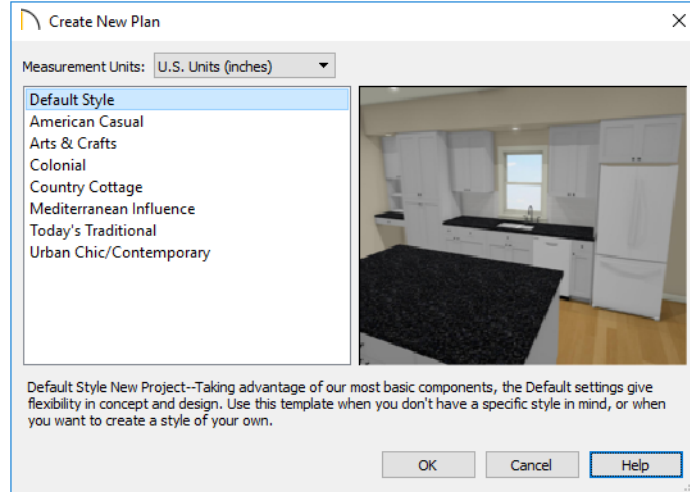 Create New Plan
Measurement Units: U.S. Units (inches)
Default Style
American Casual
Arts & Crafts
Colonial
Country Cottage
Mediterranean Influence
Today's Traditional
Urban Chic/Contemporary
Default Style New Project--Taking advantage of our most basic components, the Default settings give
flexibility in concept and design. Use this template when you don't have a specific style in mind, or when
you want to create a style of your own.
OK Cancel Help